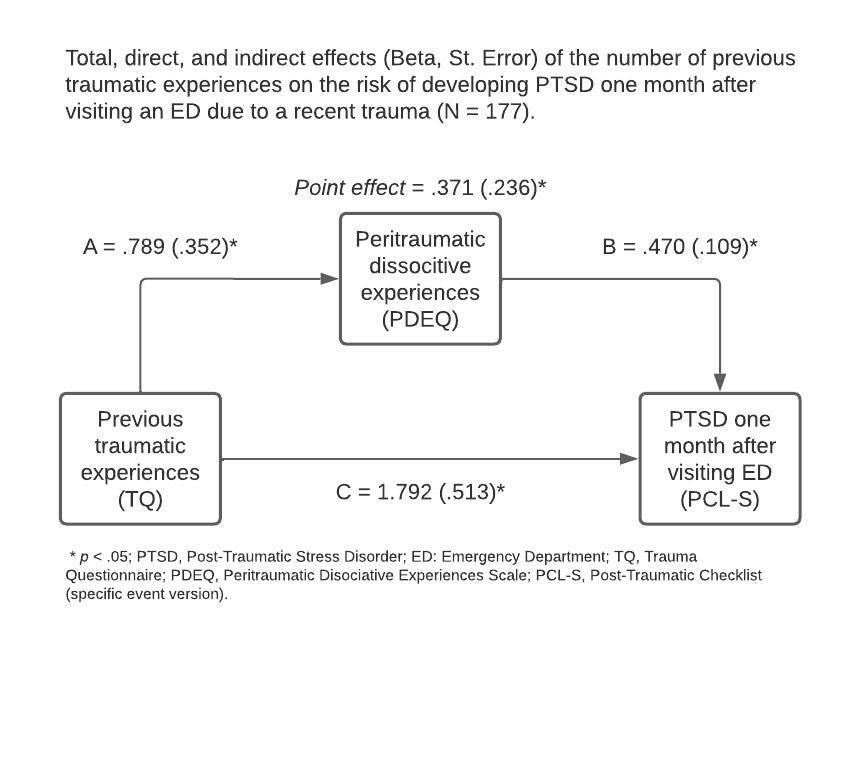 Total, direct, and indirect effects (Beta, St. Error) of the number of previous
traumatic experiences on the risk of developing PTSD one month after
visiting an ED due to a recent trauma (N = 177).
Point effect = .371 (.236)*
A = .789 (.352)*
Peritraumatic
dissocitive
experiences
(PDEQ)
B = .470 (.109)*
Previous
traumatic
experiences
(TQ)
C = 1.792 (.513)*
PTSD one
month after
visiting ED
(PCL-S)
* p < .05; PTSD, Post-Traumatic Stress Disorder; ED: Emergency Department; TQ, Trauma
Questionnaire; PDEQ, Peritraumatic Disociative Experiences Scale; PCL-S, Post-Traumatic Checklist
(specific event version).